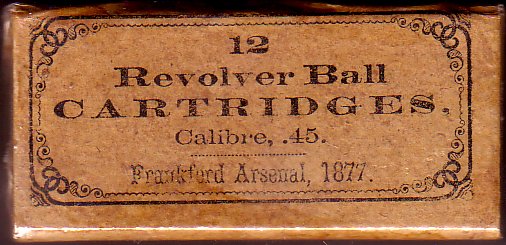 12
Revolver Ball
CARTRIDGES.
Calibre, .45.
Frankford Arsenal, 1877.